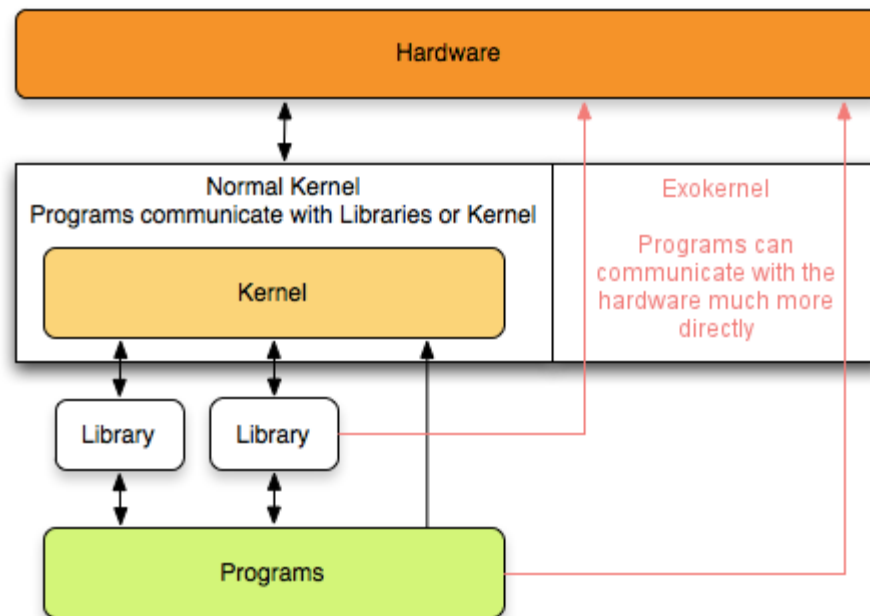 Hardware
Normal Kernel
Programs communicate with Libraries or Kernel
Kernel
Exokernel
Programs can
communicate with the
hardware much more
directly
Library
Library
Programs